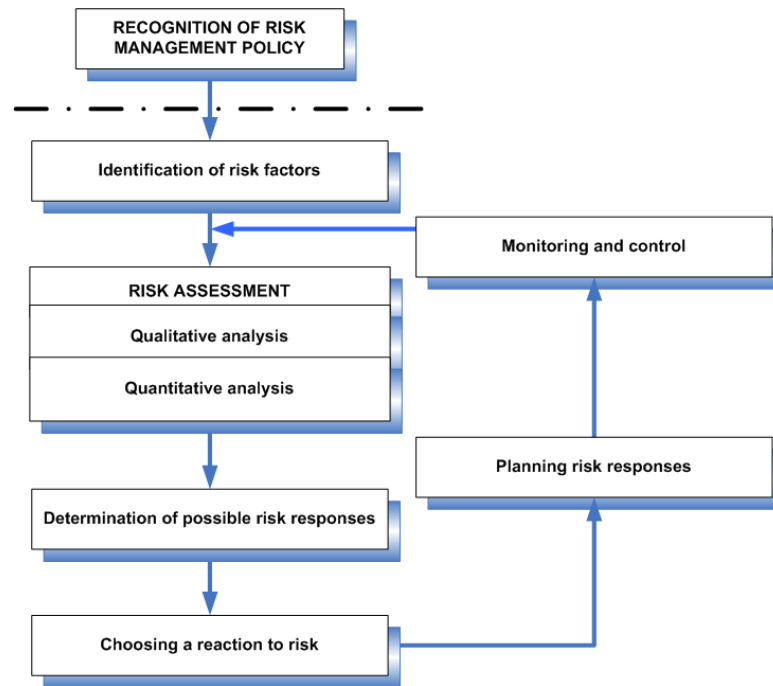 RECOGNITION OF RISK
MANAGEMENT POLICY
Identification of risk factors
Monitoring and control
RISK ASSESSMENT
Qualitative analysis
Quantitative analysis
Planning risk responses
Determination of possible risk responses
Choosing a reaction to risk